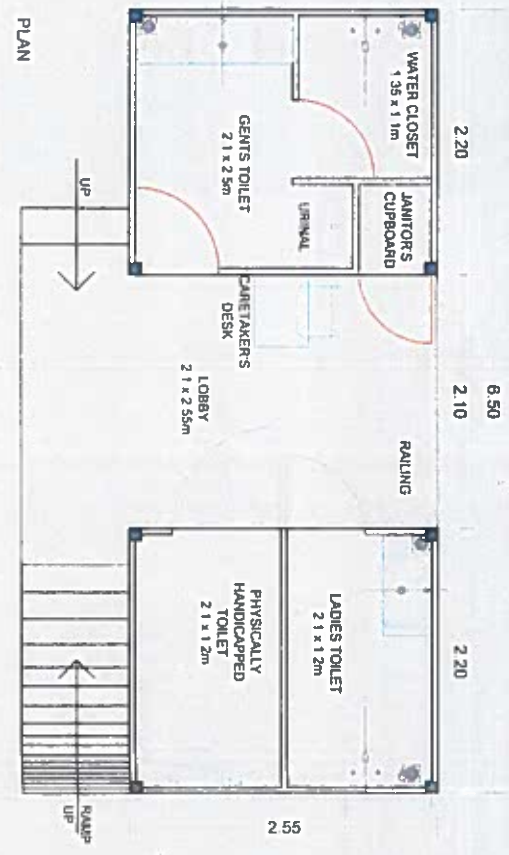 PLAN
2.20
6.50
2.10
2.20
2.55
WATER CLOSET
1 35 x 1 1m
JANITOR'S
CUPBOARD
GENTS TOILET
2 1 x 2 5m
URINAL
UP
CARETAKER'S
DESK
LOBBY
2 1 x 2 55m
RAILING
LADIES TOILET
2 1 x 1 2m
PHYSICALLY
HANDICAPPED
TOILET
2 1 x 1 2m
RAMP
UP